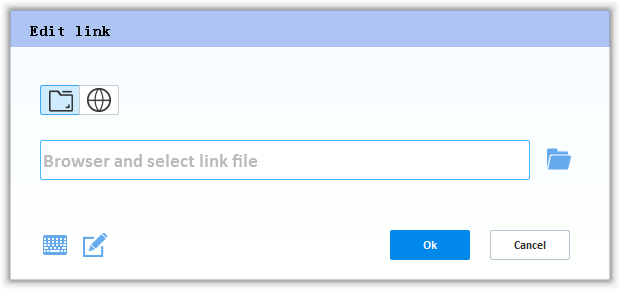 Edit link
Browser and select link file
Ok
Cancel